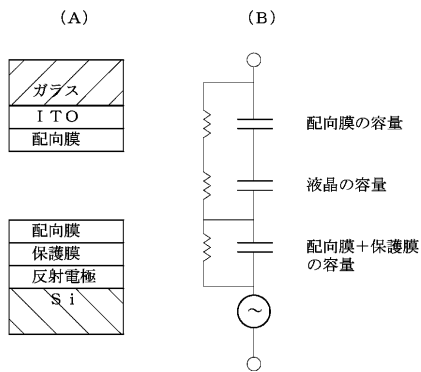 （A）
（B）
ガラス
ＩＴＯ
配向膜
配向膜
保護膜
反射電極
Ｓｉ
配向膜の容量
液晶の容量
配向膜＋保護膜
の容量
～